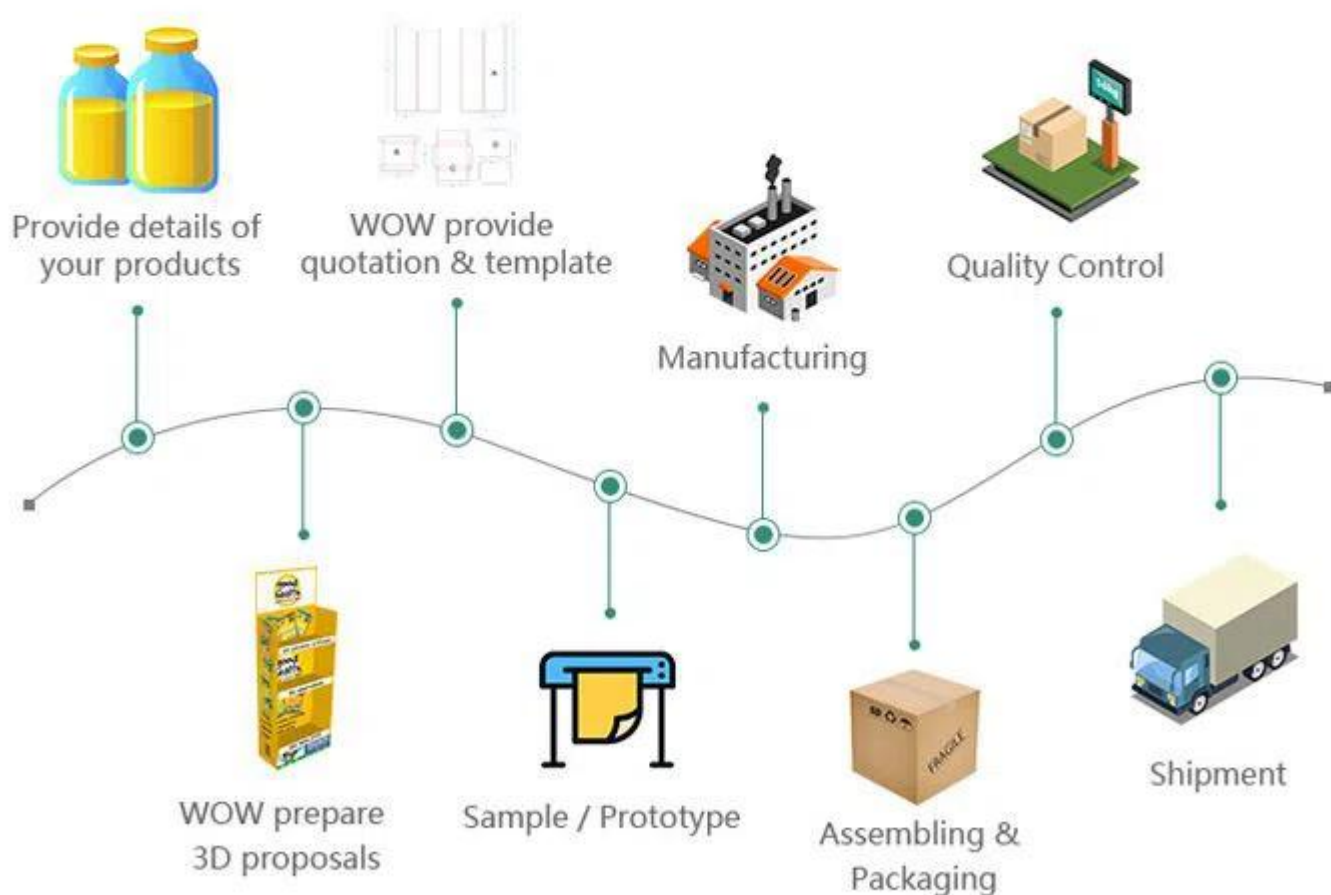 Provide details of
your products
WOW prepare
3D proposals
WOW provide
quotation & template
Sample / Prototype
Manufacturing
Assembling &
Packaging
FRAGILE
Quality Control
Shipment